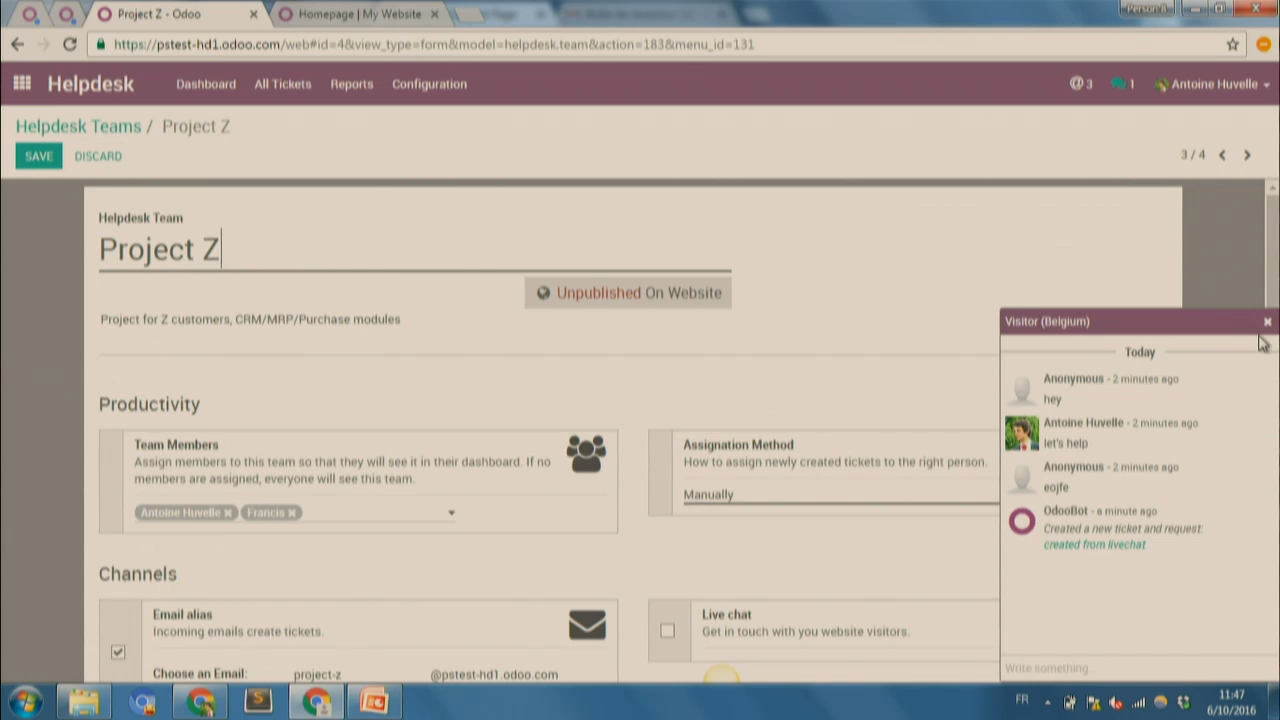 Project Z - Odoo
Homepage | My Website
Person 8
https://pstest-hd1.odoo.com/web#id=4&view_type=form&model=helpdesk.team&action=183&menu_id=131
Helpdesk
Dashboard
All Tickets
Reports
Configuration
@ 3
1
Antoine Huvelle
Helpdesk Teams / Project Z
SAVE
DISCARD
3 / 4
Helpdesk Team
Project Z
Unpublished On Website
Project for Z customers, CRM/MRP/Purchase modules
Productivity
Team Members
Assign members to this team so that they will see it in their dashboard. If no
members are assigned, everyone will see this team.
Antoine Huvelle ✖ Francis ✖
Assignation Method
How to assign newly created tickets to the right person.
Manually
Channels
Email alias
Incoming emails create tickets.
Choose an Email: project-z @pstest-hd1.odoo.com
Live chat
Get in touch with you website visitors.
Visitor (Belgium)
Today
Anonymous - 2 minutes ago
hey
Antoine Huvelle - 2 minutes ago
let's help
Anonymous - 2 minutes ago
eojfe
OdooBot - a minute ago
Created a new ticket and request:
created from livechat
Write something...
FR
11:47
6/10/2016